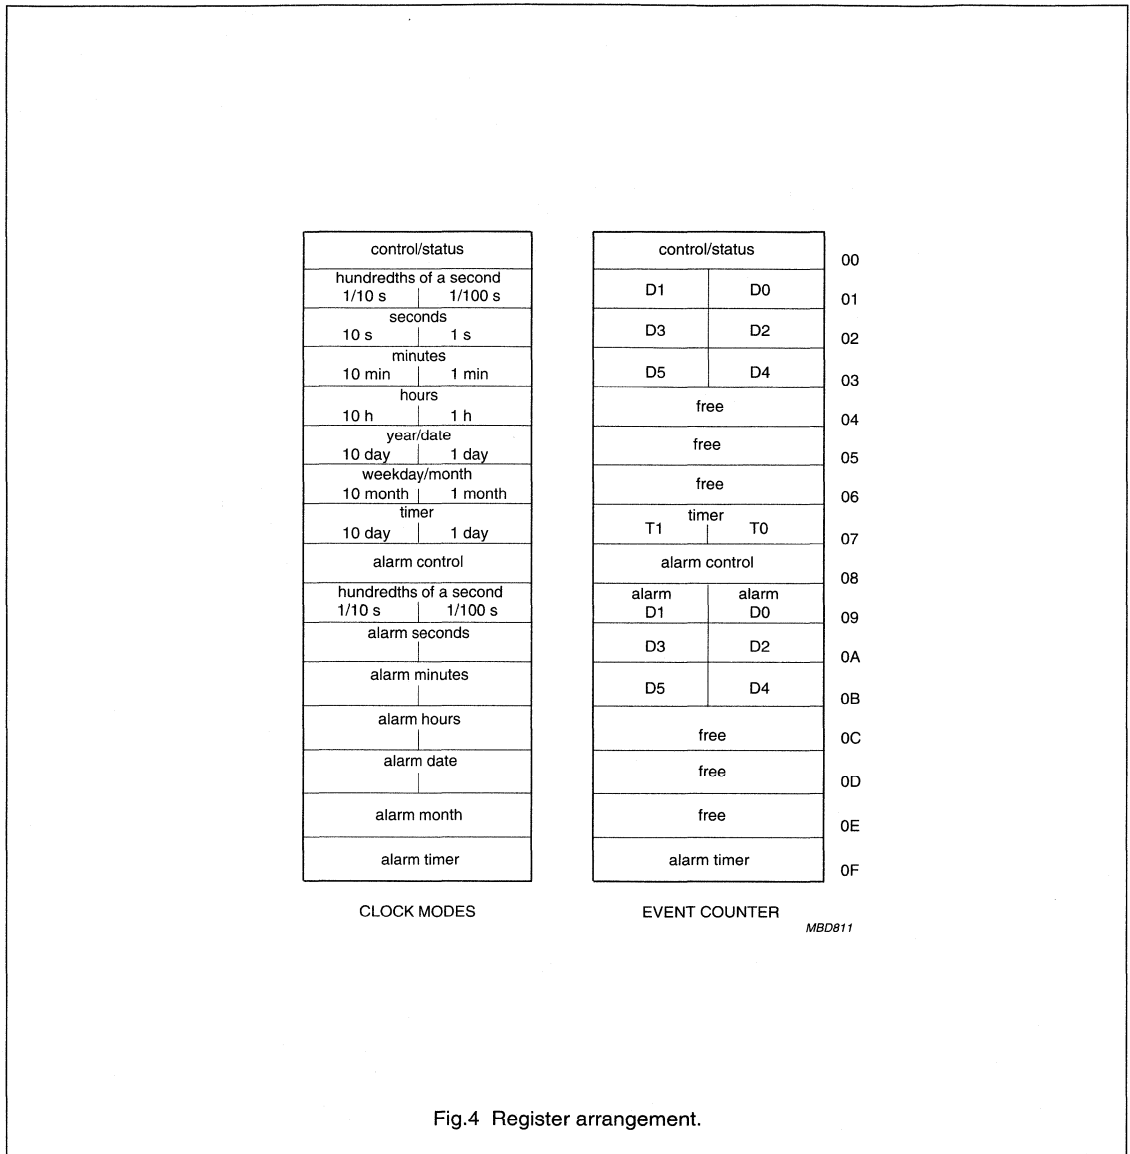 control/status
hundredths of a second
1/10 s 1/100 s
seconds
10 s 1 s
minutes
10 min 1 min
hours
10 h 1 h
year/date
10 day 1 day
weekday/month
10 month 1 month
timer
10 day 1 day
alarm control
hundredths of a second
1/10 s 1/100 s
alarm seconds
alarm minutes
alarm hours
alarm date
alarm month
alarm timer
CLOCK MODES
control/status 00
D1 D0 01
D3 D2 02
D5 D4 03
free 04
free 05
free 06
timer
T1 T0 07
alarm control 08
alarm alarm
D1 D0 09
D3 D2 0A
D5 D4 0B
free 0C
free 0D
free 0E
alarm timer 0F
EVENT COUNTER
MBD811
Fig.4 Register arrangement.